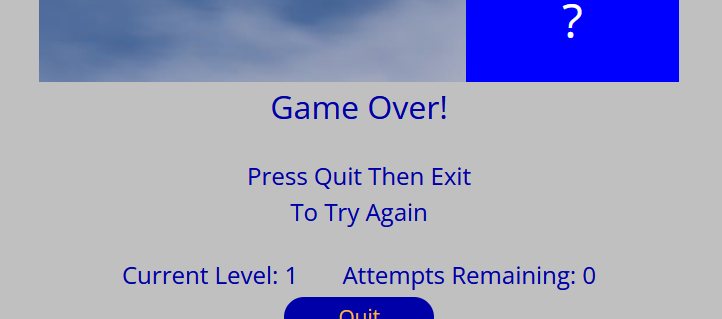 ?
Game Over!
Press Quit Then Exit
To Try Again
Current Level: 1 Attempts Remaining: 0
Quit